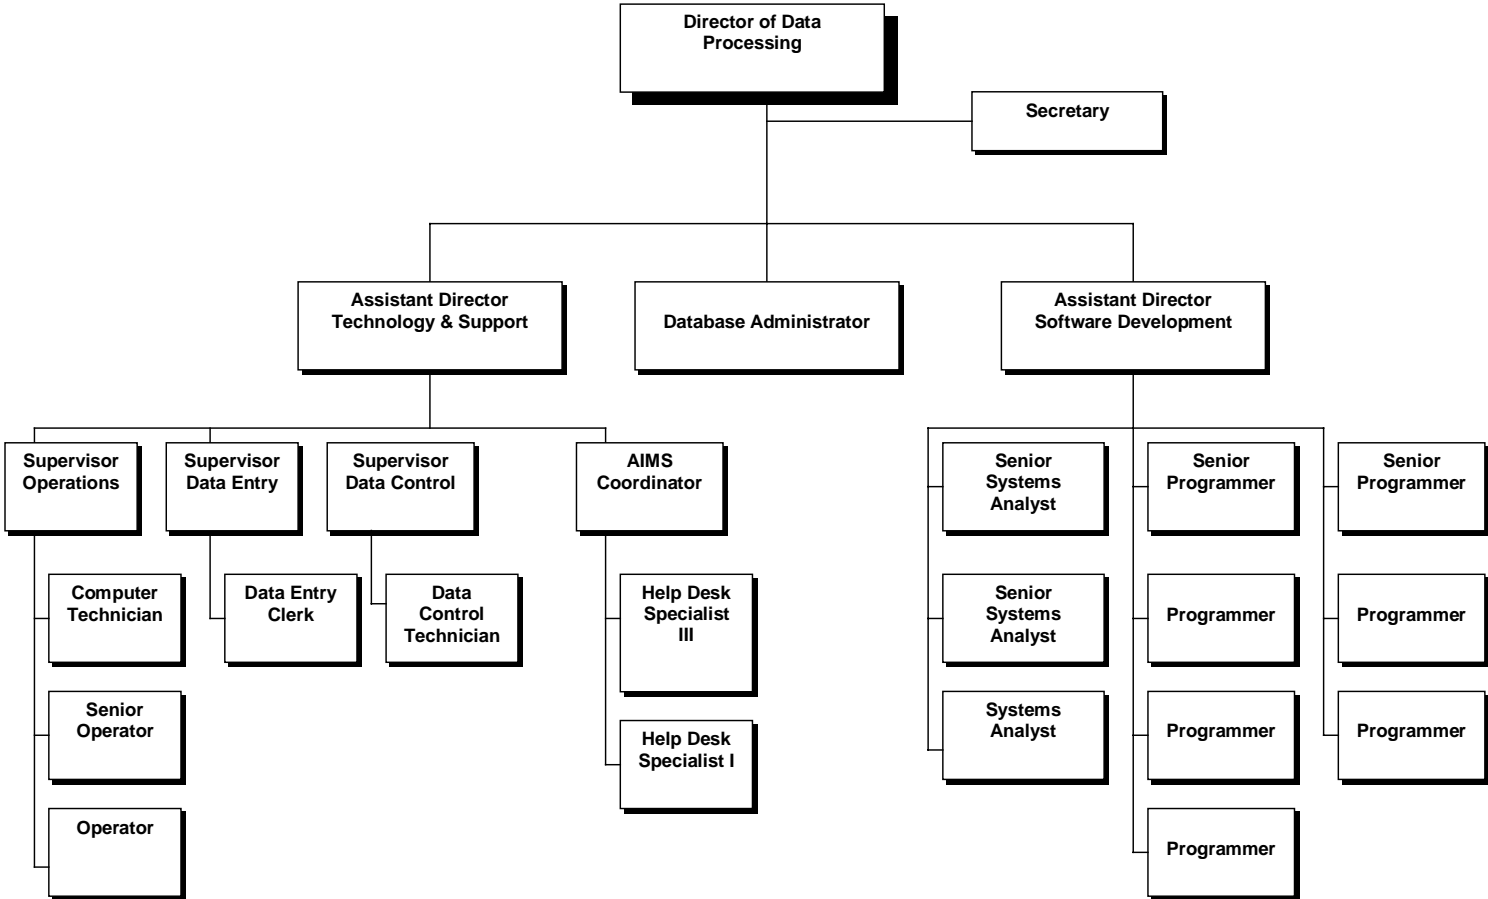 Director of Data
Processing
Secretary
Assistant Director
Technology & Support
Database Administrator
Assistant Director
Software Development
Supervisor
Operations
Supervisor
Data Entry
Supervisor
Data Control
AIMS
Coordinator
Senior
Systems
Analyst
Senior
Programmer
Senior
Programmer
Computer
Technician
Data Entry
Clerk
Data
Control
Technician
Help Desk
Specialist
III
Senior
Systems
Analyst
Programmer
Programmer
Senior
Operator
Help Desk
Specialist I
Systems
Analyst
Programmer
Programmer
Operator
Programmer